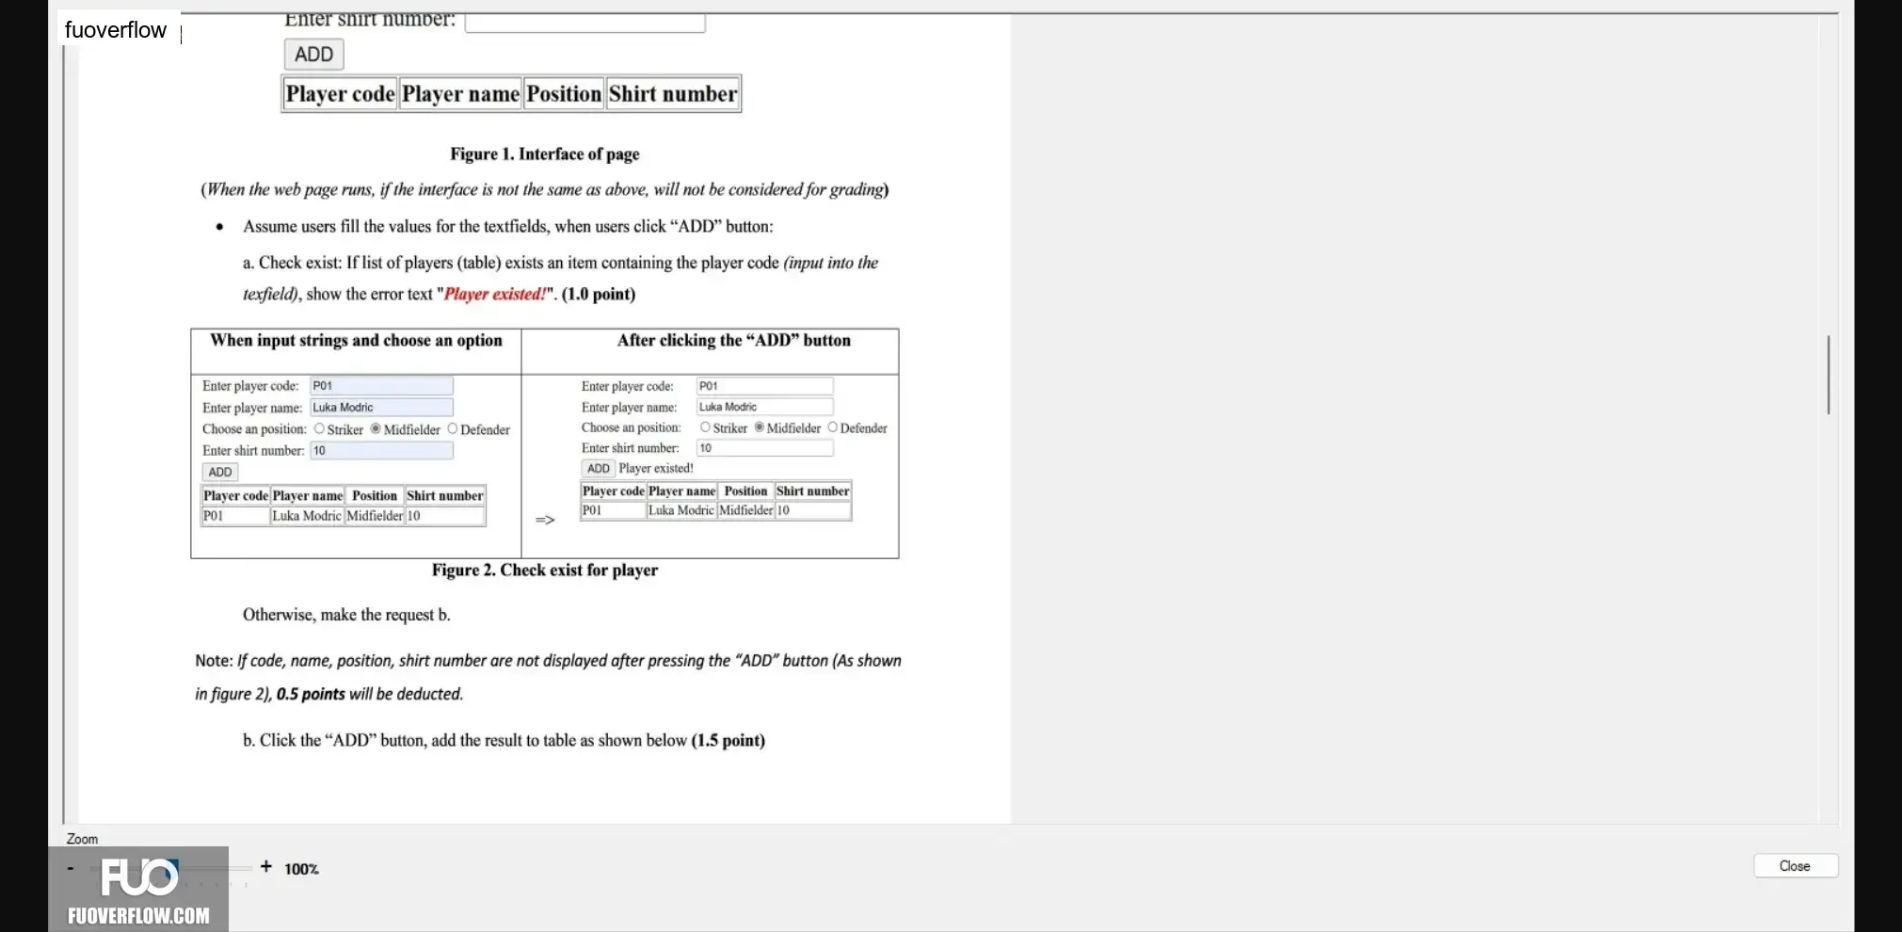 fuoverflow
Enter shirt number:
ADD
Player code Player name Position Shirt number
Figure 1. Interface of page
(When the web page runs, if the interface is not the same as above, will not be considered for grading)
• Assume users fill the values for the textfields, when users click “ADD” button:
a. Check exist: If list of players (table) exists an item containing the player code (input into the
texfield), show the error text "Player existed!". (1.0 point)
When input strings and choose an option
After clicking the “ADD” button
Enter player code: P01
Enter player name: Luka Modric
Choose an position: Striker Midfielder Defender
Enter shirt number: 10
ADD
Player code Player name Position Shirt number
P01 Luka Modric Midfielder 10
=>
Enter player code: P01
Enter player name: Luka Modric
Choose an position: Striker Midfielder Defender
Enter shirt number: 10
ADD Player existed!
Player code Player name Position Shirt number
P01 Luka Modric Midfielder 10
Figure 2. Check exist for player
Otherwise, make the request b.
Note: If code, name, position, shirt number are not displayed after pressing the “ADD” button (As shown
in figure 2), 0.5 points will be deducted.
b. Click the “ADD” button, add the result to table as shown below (1.5 point)
Zoom
- + 100%
Close
FUO
FUOVERFLOW.COM